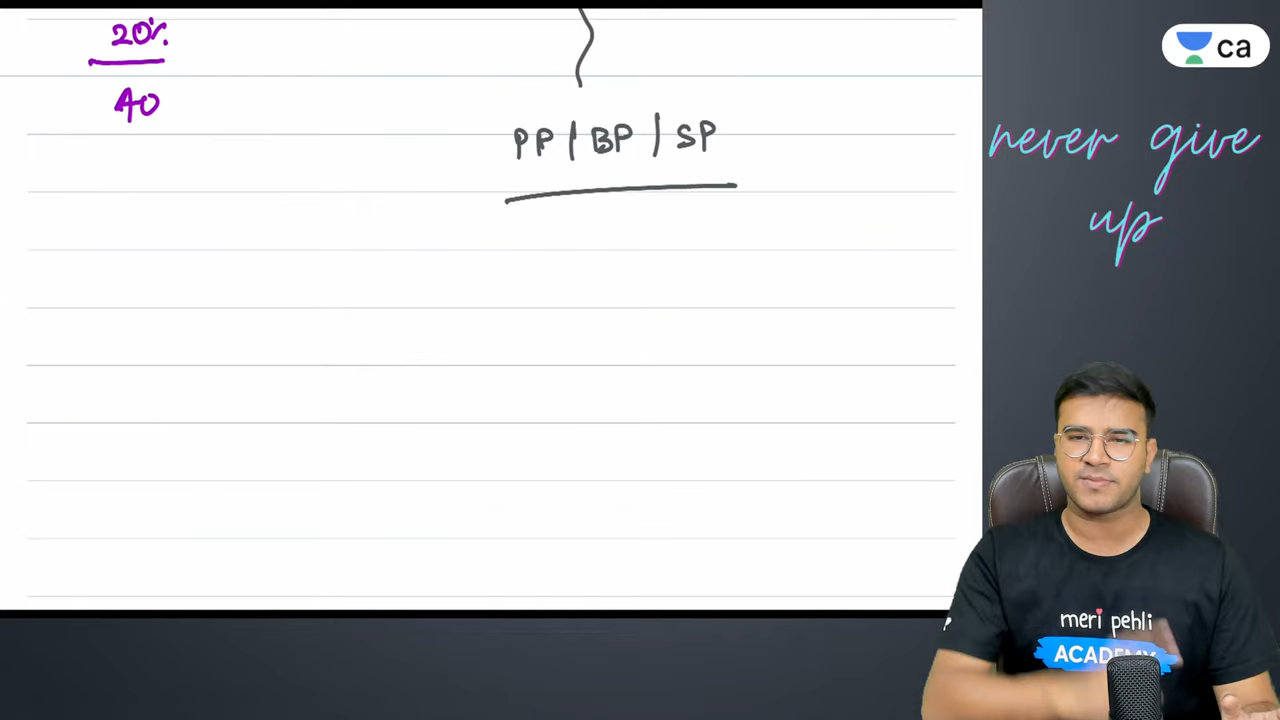 20%
40
PP / BP / SP
ca
never give
up
meri pehli
ACADEMY